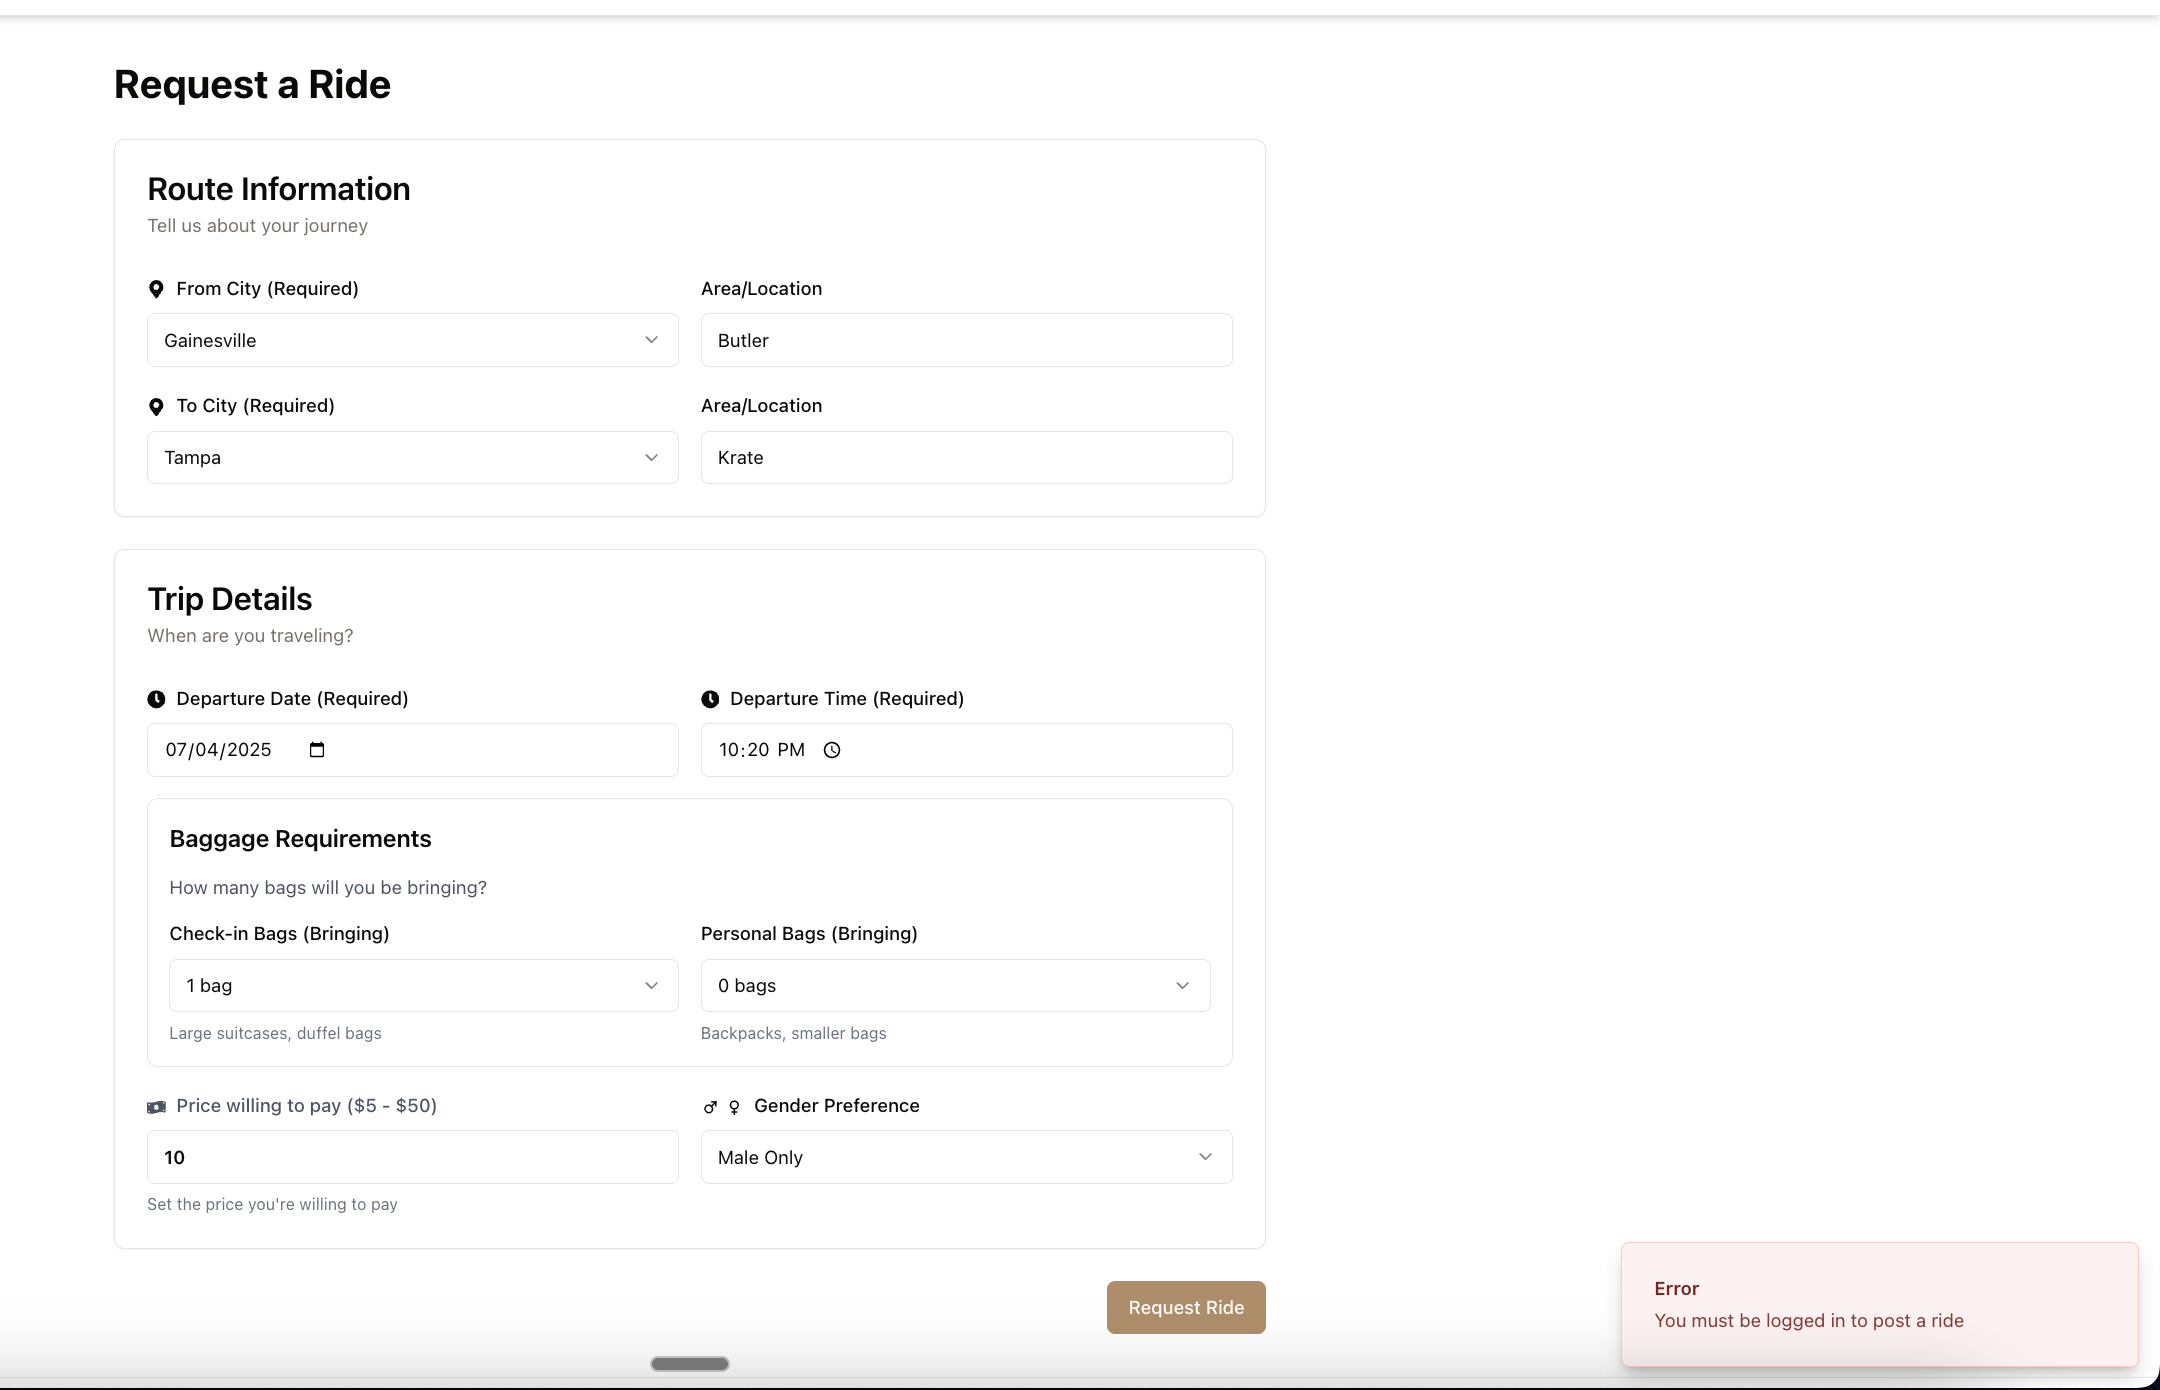 Request a Ride
Route Information
Tell us about your journey
From City (Required)
Area/Location
Gainesville
Butler
To City (Required)
Area/Location
Tampa
Krate
Trip Details
When are you traveling?
Departure Date (Required)
Departure Time (Required)
07/04/2025
10:20 PM
Baggage Requirements
How many bags will you be bringing?
Check-in Bags (Bringing)
Personal Bags (Bringing)
1 bag
0 bags
Large suitcases, duffel bags
Backpacks, smaller bags
Price willing to pay ($5 - $50)
Gender Preference
10
Male Only
Set the price you're willing to pay
Request Ride
Error
You must be logged in to post a ride